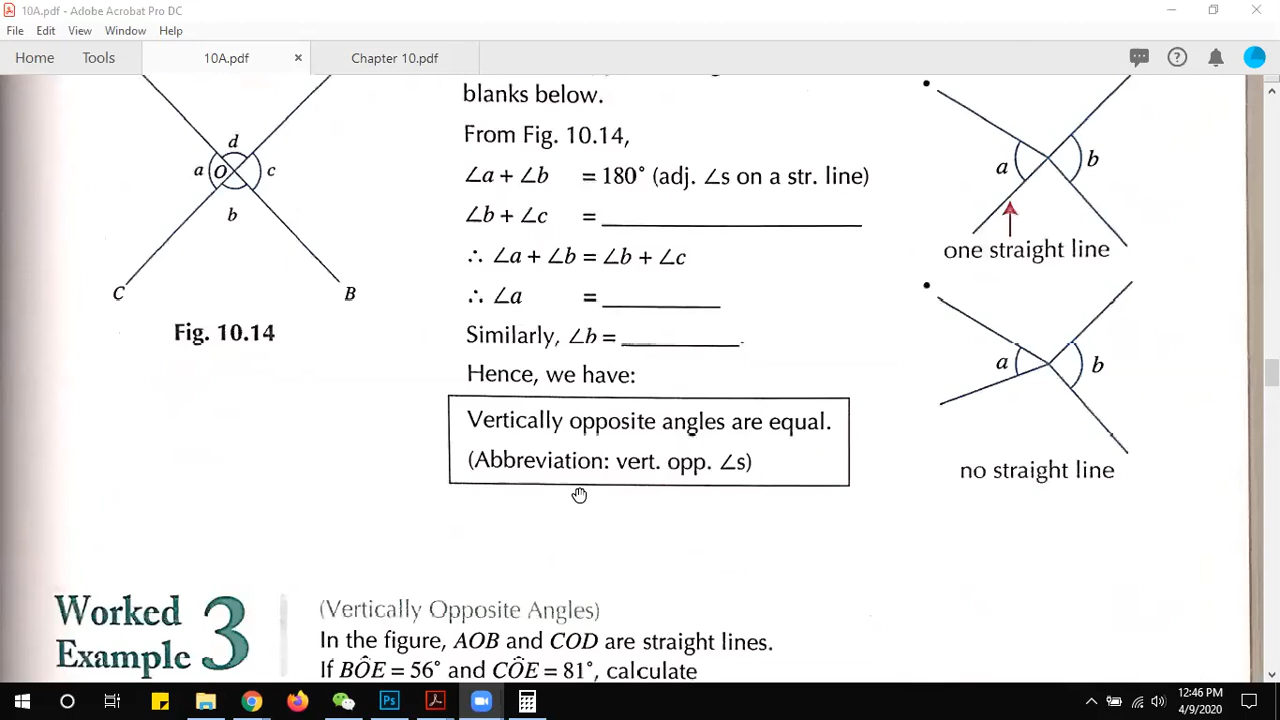 10A.pdf - Adobe Acrobat Pro DC
File Edit View Window Help
Home Tools 10A.pdf × Chapter 10.pdf
d
a O c
b
C B
Fig. 10.14
blanks below.
From Fig. 10.14,
∠a + ∠b = 180° (adj. ∠s on a str. line)
∠b + ∠c = ____________________
∴ ∠a + ∠b = ∠b + ∠c
∴ ∠a = _________
Similarly, ∠b = _________.
Hence, we have:
Vertically opposite angles are equal.
(Abbreviation: vert. opp. ∠s)
• a b
one straight line
• a b
no straight line
Worked
Example 3
(Vertically Opposite Angles)
In the figure, AOB and COD are straight lines.
If BÔE = 56° and CÔE = 81°, calculate
12:46 PM
4/9/2020